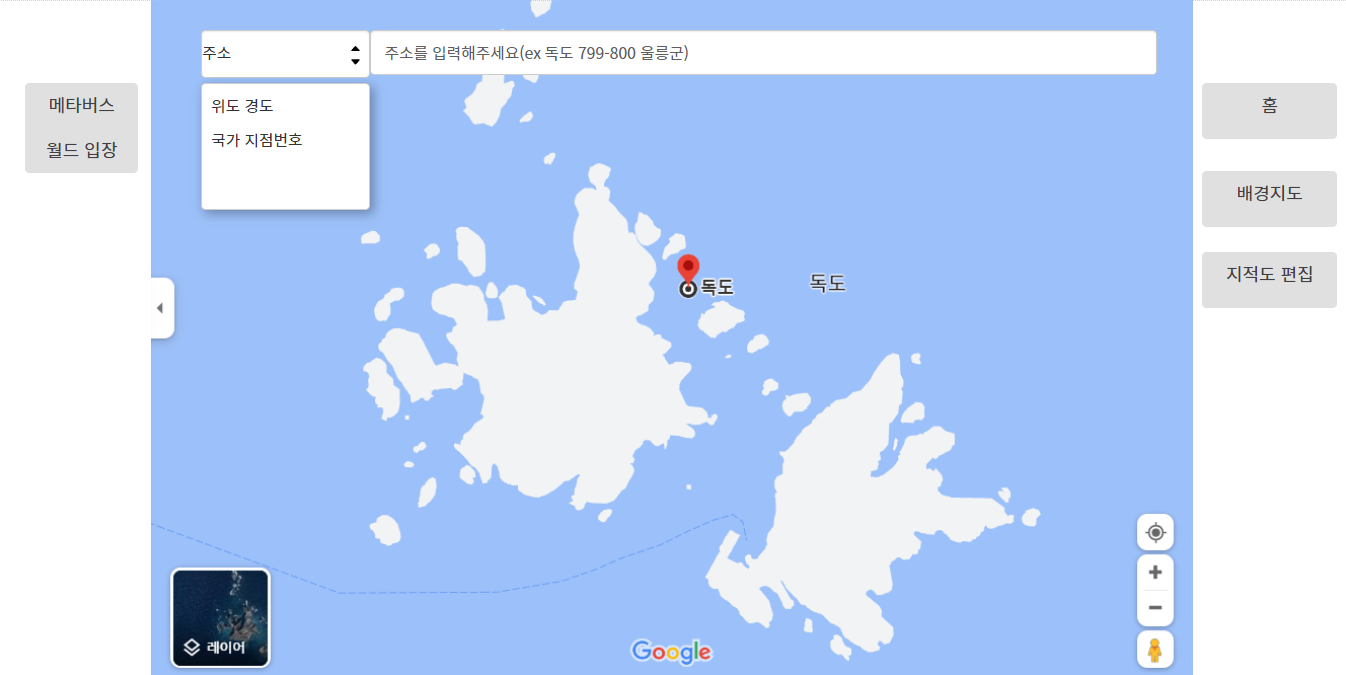 주소
주소를 입력해주세요(ex 독도 799-800 울릉군)
위도 경도
국가 지점번호
메타버스
월드 입장
홈
배경지도
지적도 편집
독도
독도
레이어
Google